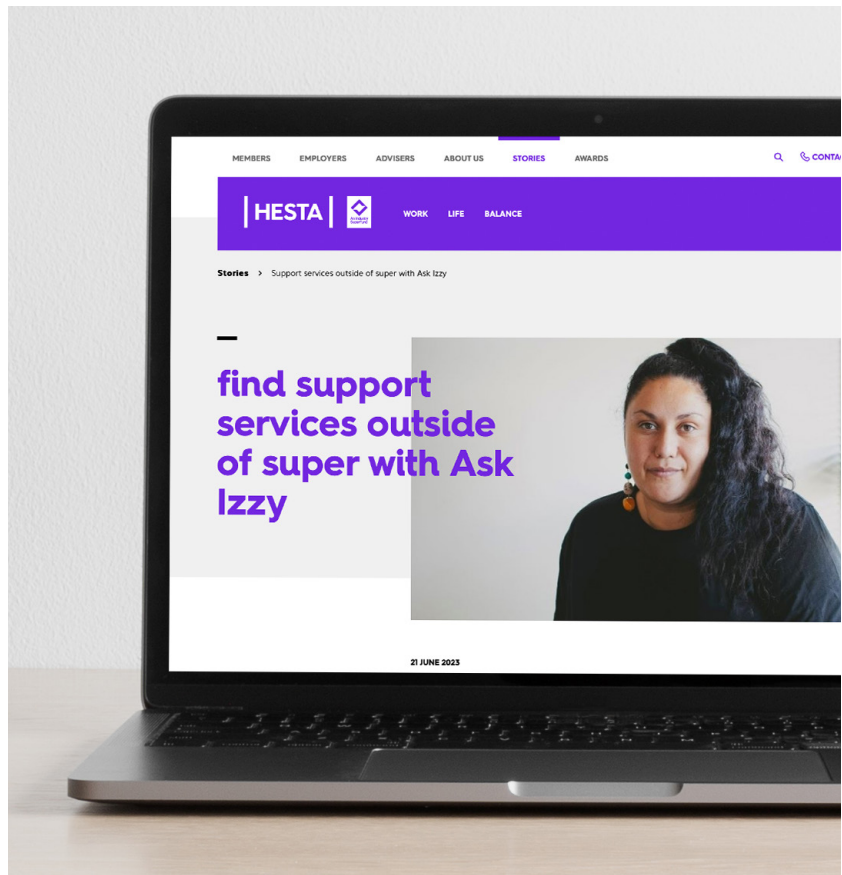 MEMBERS EMPLOYERS ADVISERS ABOUT US STORIES AWARDS
HESTA WORK LIFE BALANCE
Stories > Support services outside of super with Ask Izzy
find support
services outside
of super with Ask
Izzy
21 JUNE 2023